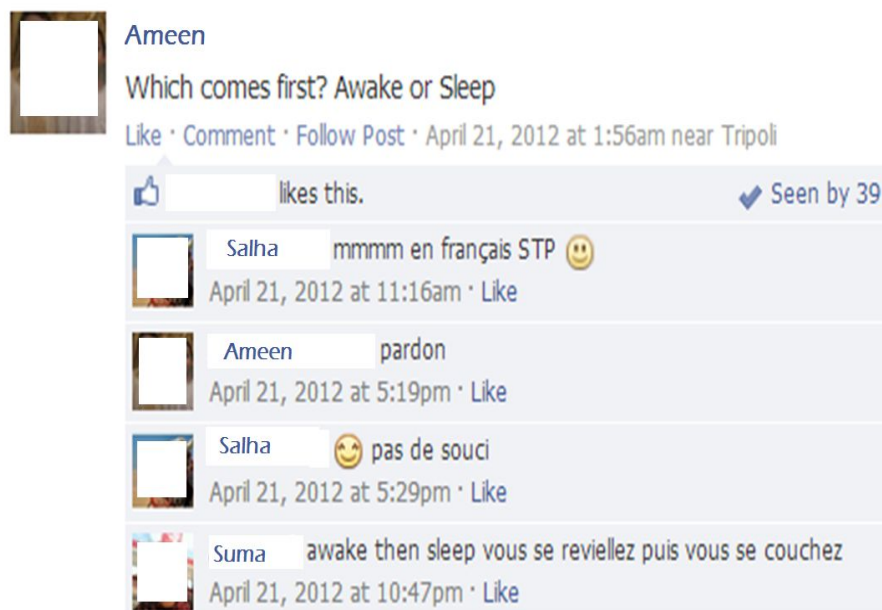 Ameen
Which comes first? Awake or Sleep
Like · Comment · Follow Post · April 21, 2012 at 1:56am near Tripoli
likes this. Seen by 39
Salha mmmm en français STP
April 21, 2012 at 11:16am · Like
Ameen pardon
April 21, 2012 at 5:19pm · Like
Salha pas de souci
April 21, 2012 at 5:29pm · Like
Suma awake then sleep vous se reviellez puis vous se couchez
April 21, 2012 at 10:47pm · Like